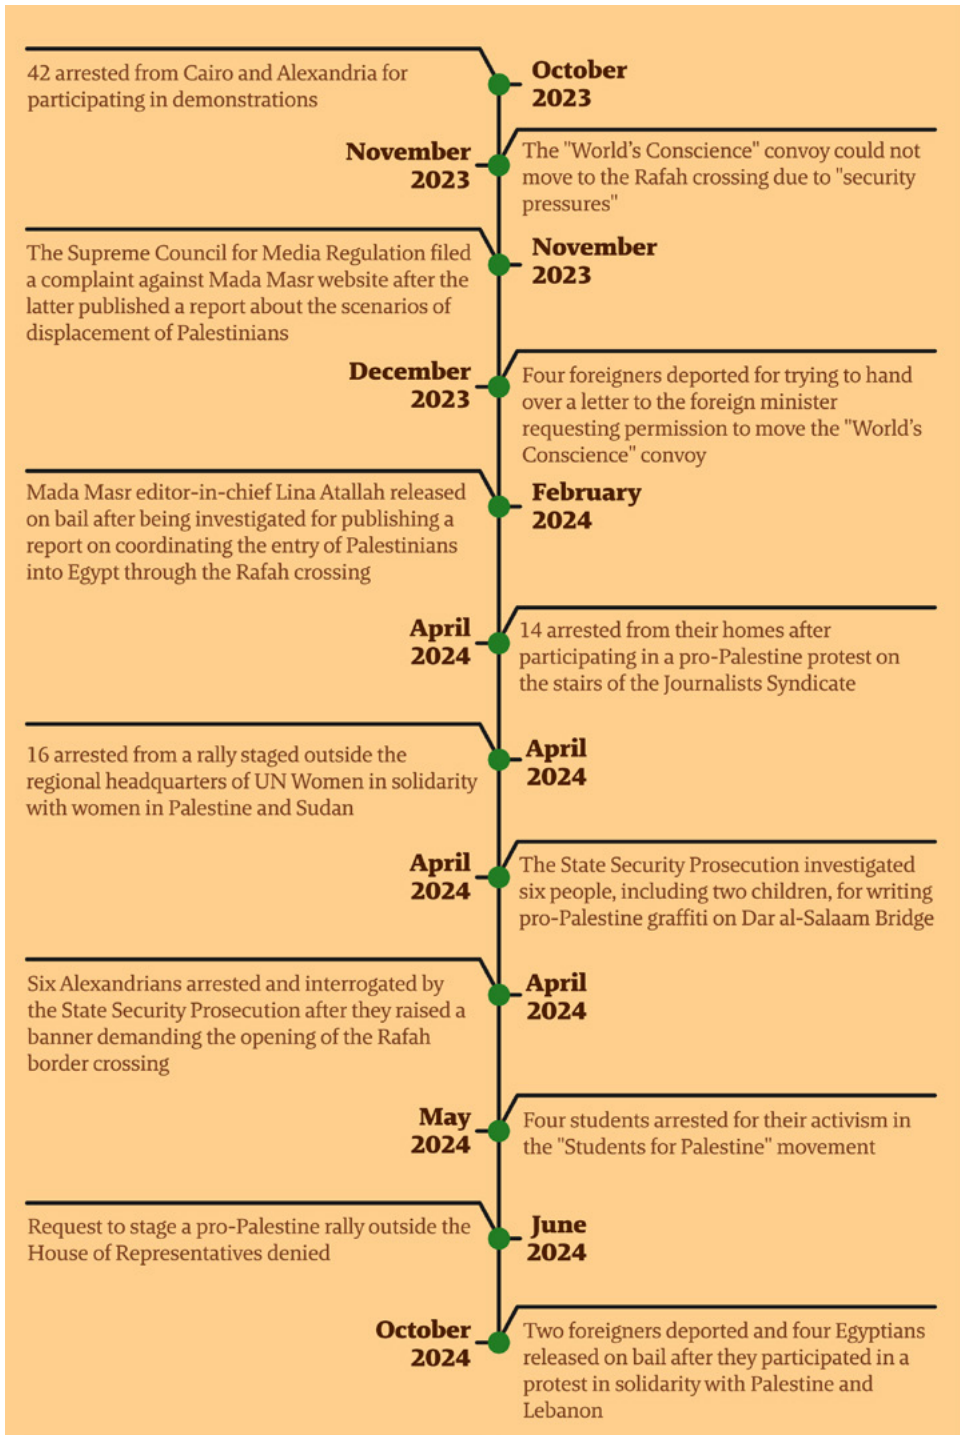 42 arrested from Cairo and Alexandria for
participating in demonstrations
October
2023
November
2023
The "World's Conscience" convoy could not
move to the Rafah crossing due to "security
pressures"
The Supreme Council for Media Regulation filed
a complaint against Mada Masr website after the
latter published a report about the scenarios of
displacement of Palestinians
November
2023
December
2023
Four foreigners deported for trying to hand
over a letter to the foreign minister
requesting permission to move the "World's
Conscience" convoy
Mada Masr editor-in-chief Lina Atallah released
on bail after being investigated for publishing a
report on coordinating the entry of Palestinians
into Egypt through the Rafah crossing
February
2024
April
2024
14 arrested from their homes after
participating in a pro-Palestine protest on
the stairs of the Journalists Syndicate
16 arrested from a rally staged outside the
regional headquarters of UN Women in solidarity
with women in Palestine and Sudan
April
2024
April
2024
The State Security Prosecution investigated
six people, including two children, for writing
pro-Palestine graffiti on Dar al-Salaam Bridge
Six Alexandrians arrested and interrogated by
the State Security Prosecution after they raised a
banner demanding the opening of the Rafah
border crossing
April
2024
May
2024
Four students arrested for their activism in
the "Students for Palestine" movement
Request to stage a pro-Palestine rally outside the
House of Representatives denied
June
2024
October
2024
Two foreigners deported and four Egyptians
released on bail after they participated in a
protest in solidarity with Palestine and
Lebanon